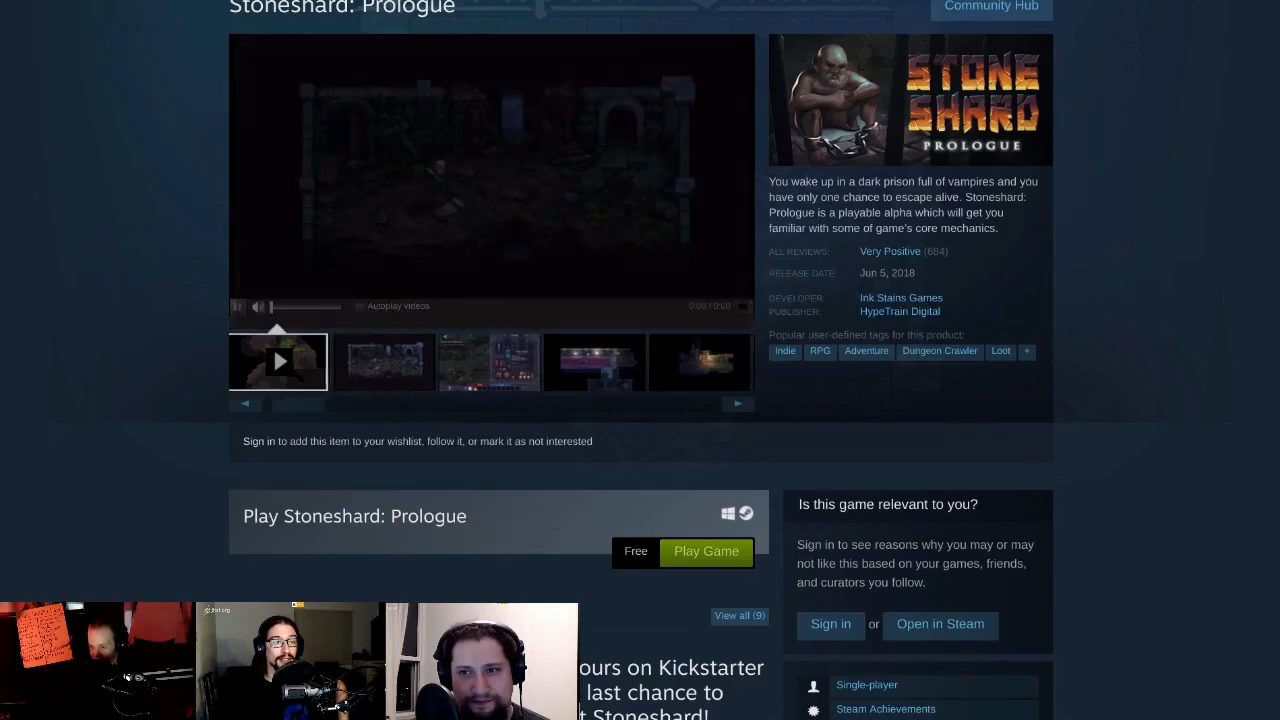 Stoneshard: Prologue
Community Hub
STONE
SHARD
PROLOGUE
You wake up in a dark prison full of vampires and you
have only one chance to escape alive. Stoneshard:
Prologue is a playable alpha which will get you
familiar with some of game's core mechanics.
ALL REVIEWS: Very Positive (684)
RELEASE DATE: Jun 5, 2018
DEVELOPER: Ink Stains Games
PUBLISHER: HypeTrain Digital
Popular user-defined tags for this product:
Indie RPG Adventure Dungeon Crawler Loot +
Autoplay videos
0:00 / 0:00
Sign in to add this item to your wishlist, follow it, or mark it as not interested
Play Stoneshard: Prologue
Free Play Game
View all (9)
ours on Kickstarter
last chance to
t Stoneshard!
Is this game relevant to you?
Sign in to see reasons why you may or may
not like this based on your games, friends,
and curators you follow.
Sign in or Open in Steam
Single-player
Steam Achievements